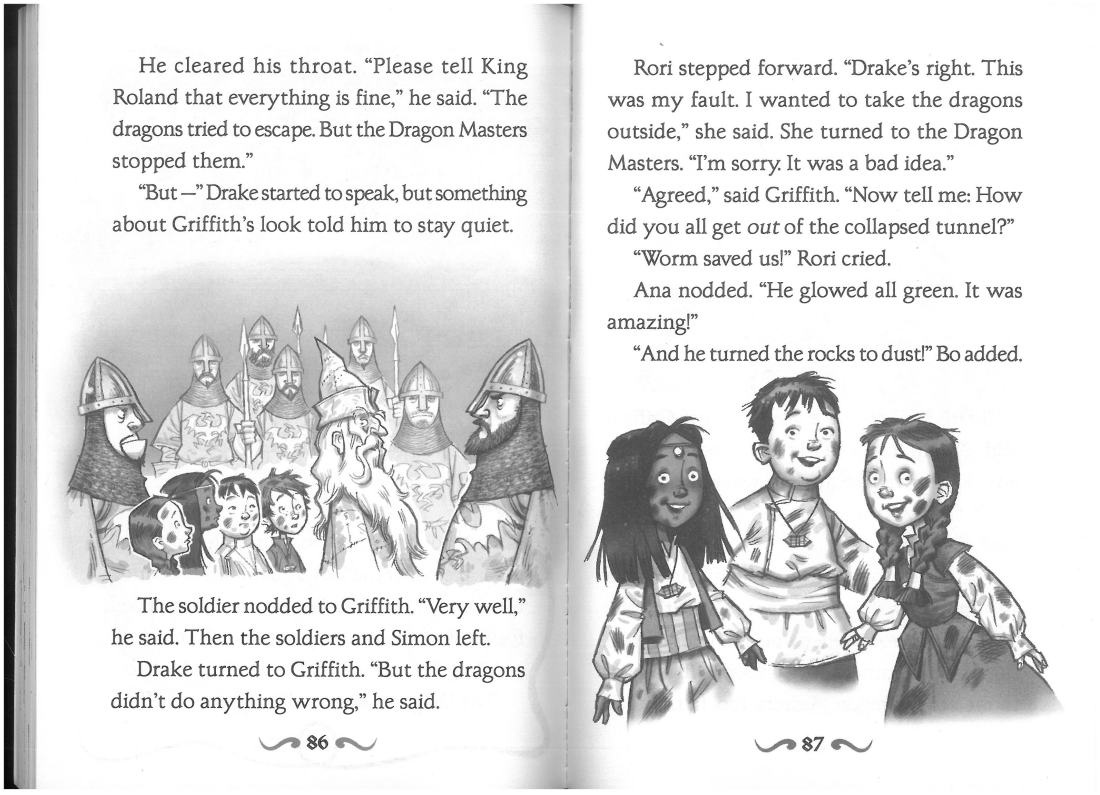 He cleared his throat. “Please tell King
Roland that everything is fine,” he said. “The
dragons tried to escape. But the Dragon Masters
stopped them.”
“But —” Drake started to speak, but something
about Griffith’s look told him to stay quiet.
The soldier nodded to Griffith. “Very well,”
he said. Then the soldiers and Simon left.
Drake turned to Griffith. “But the dragons
didn’t do anything wrong,” he said.
86
Rori stepped forward. “Drake’s right. This
was my fault. I wanted to take the dragons
outside,” she said. She turned to the Dragon
Masters. “I’m sorry. It was a bad idea.”
“Agreed,” said Griffith. “Now tell me: How
did you all get out of the collapsed tunnel?”
“Worm saved us!” Rori cried.
Ana nodded. “He glowed all green. It was
amazing!”
“And he turned the rocks to dust!” Bo added.
87